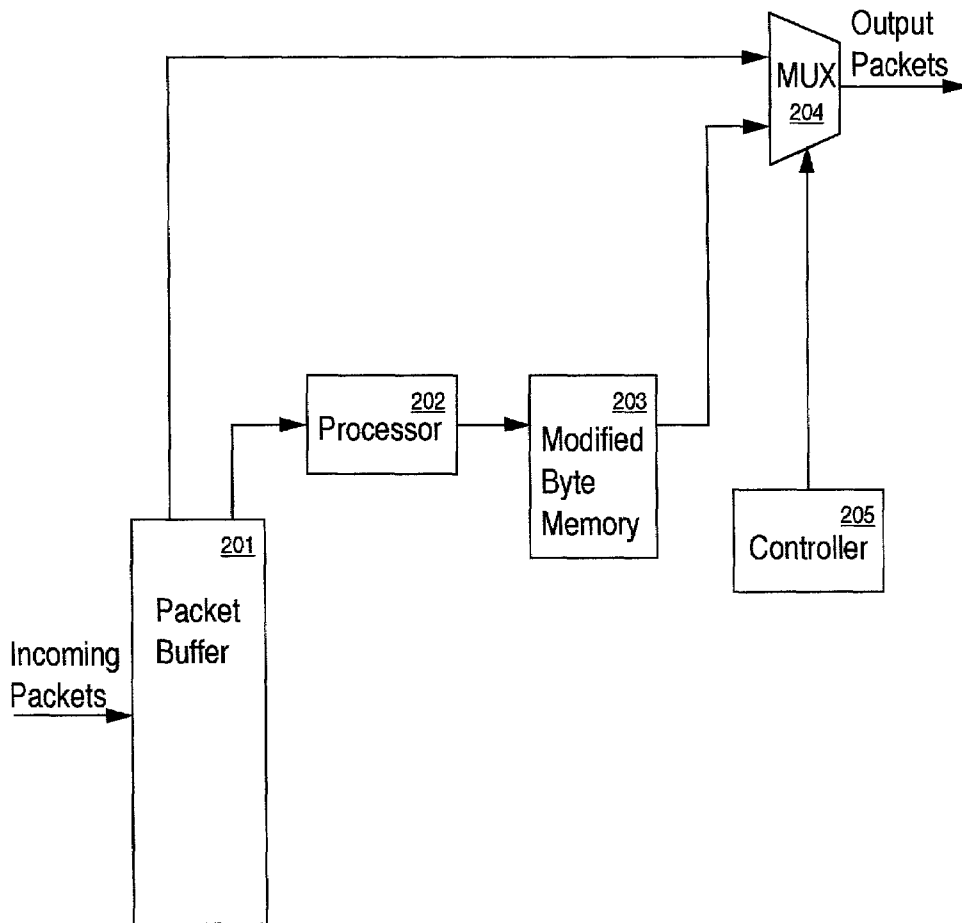 Output
Packets
MUX
204
202
Processor
203
Modified
Byte
Memory
205
Controller
201
Packet
Buffer
Incoming
Packets